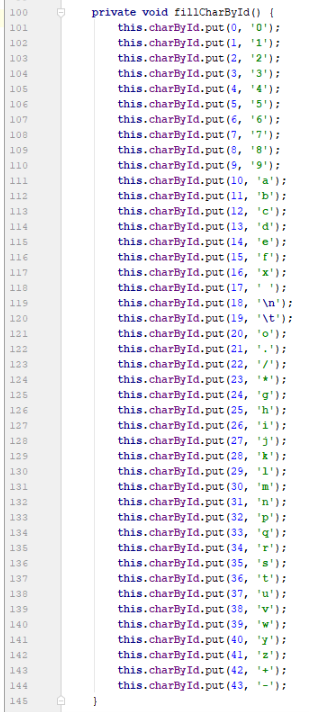 100 private void fillCharById() {
101 this.charById.put(0, '0');
102 this.charById.put(1, '1');
103 this.charById.put(2, '2');
104 this.charById.put(3, '3');
105 this.charById.put(4, '4');
106 this.charById.put(5, '5');
107 this.charById.put(6, '6');
108 this.charById.put(7, '7');
109 this.charById.put(8, '8');
110 this.charById.put(9, '9');
111 this.charById.put(10, 'a');
112 this.charById.put(11, 'b');
113 this.charById.put(12, 'c');
114 this.charById.put(13, 'd');
115 this.charById.put(14, 'e');
116 this.charById.put(15, 'f');
117 this.charById.put(16, 'x');
118 this.charById.put(17, ' ');
119 this.charById.put(18, '\n');
120 this.charById.put(19, '\t');
121 this.charById.put(20, 'o');
122 this.charById.put(21, '.');
123 this.charById.put(22, '/');
124 this.charById.put(23, '*');
125 this.charById.put(24, 'g');
126 this.charById.put(25, 'h');
127 this.charById.put(26, 'i');
128 this.charById.put(27, 'j');
129 this.charById.put(28, 'k');
130 this.charById.put(29, 'l');
131 this.charById.put(30, 'm');
132 this.charById.put(31, 'n');
133 this.charById.put(32, 'p');
134 this.charById.put(33, 'q');
135 this.charById.put(34, 'r');
136 this.charById.put(35, 's');
137 this.charById.put(36, 't');
138 this.charById.put(37, 'u');
139 this.charById.put(38, 'v');
140 this.charById.put(39, 'w');
141 this.charById.put(40, 'y');
142 this.charById.put(41, 'z');
143 this.charById.put(42, '+');
144 this.charById.put(43, '-');
145 }